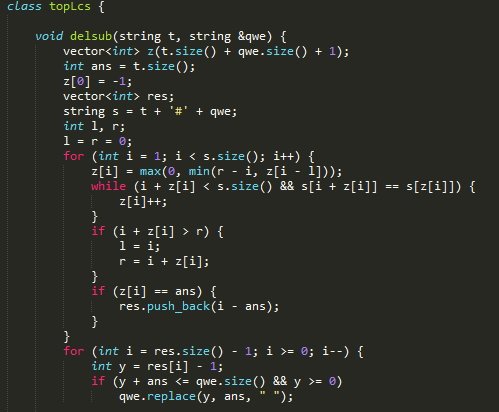 class topLcs {
void delsub(string t, string &qwe) {
vector<int> z(t.size() + qwe.size() + 1);
int ans = t.size();
z[0] = -1;
vector<int> res;
string s = t + '#' + qwe;
int l, r;
l = r = 0;
for (int i = 1; i < s.size(); i++) {
z[i] = max(0, min(r - i, z[i - l]));
while (i + z[i] < s.size() && s[i + z[i]] == s[z[i]]) {
z[i]++;
}
if (i + z[i] > r) {
l = i;
r = i + z[i];
}
if (z[i] == ans) {
res.push_back(i - ans);
}
}
for (int i = res.size() - 1; i >= 0; i--) {
int y = res[i] - 1;
if (y + ans <= qwe.size() && y >= 0)
qwe.replace(y, ans, " ");